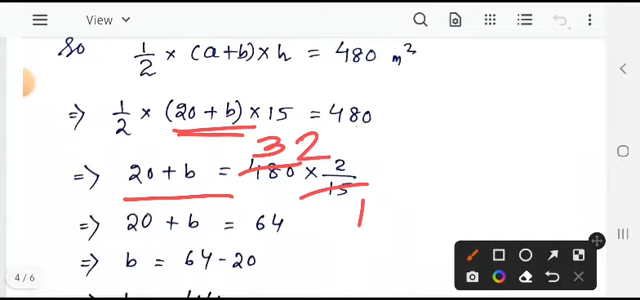 View
So 1/2 × (a+b) × h = 480 m²
=> 1/2 × (20 + b) × 15 = 480
32
=> 20 + b = 480 × 2/15
1
=> 20 + b = 64
=> b = 64 - 20
4 / 6